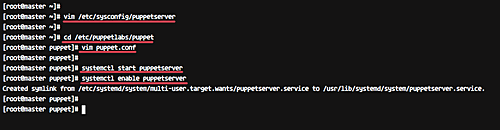 [root@master ~]#
[root@master ~]# vim /etc/sysconfig/puppetserver
[root@master ~]#
[root@master ~]# cd /etc/puppetlabs/puppet
[root@master puppet]# vim puppet.conf
[root@master puppet]#
[root@master puppet]# systemctl start puppetserver
[root@master puppet]# systemctl enable puppetserver
Created symlink from /etc/systemd/system/multi-user.target.wants/puppetserver.service to /usr/lib/systemd/system/puppetserver.service.
[root@master puppet]#
[root@master puppet]#